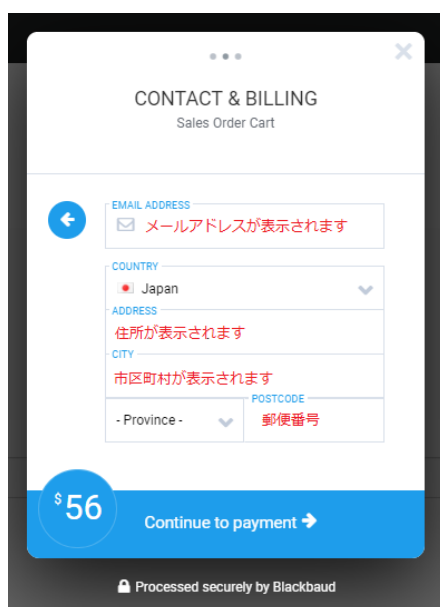 CONTACT & BILLING
Sales Order Cart
EMAIL ADDRESS
メールアドレスが表示されます
COUNTRY
Japan
ADDRESS
住所が表示されます
CITY
市区町村が表示されます
POSTCODE
- Province - 郵便番号
$56
Continue to payment
Processed securely by Blackbaud